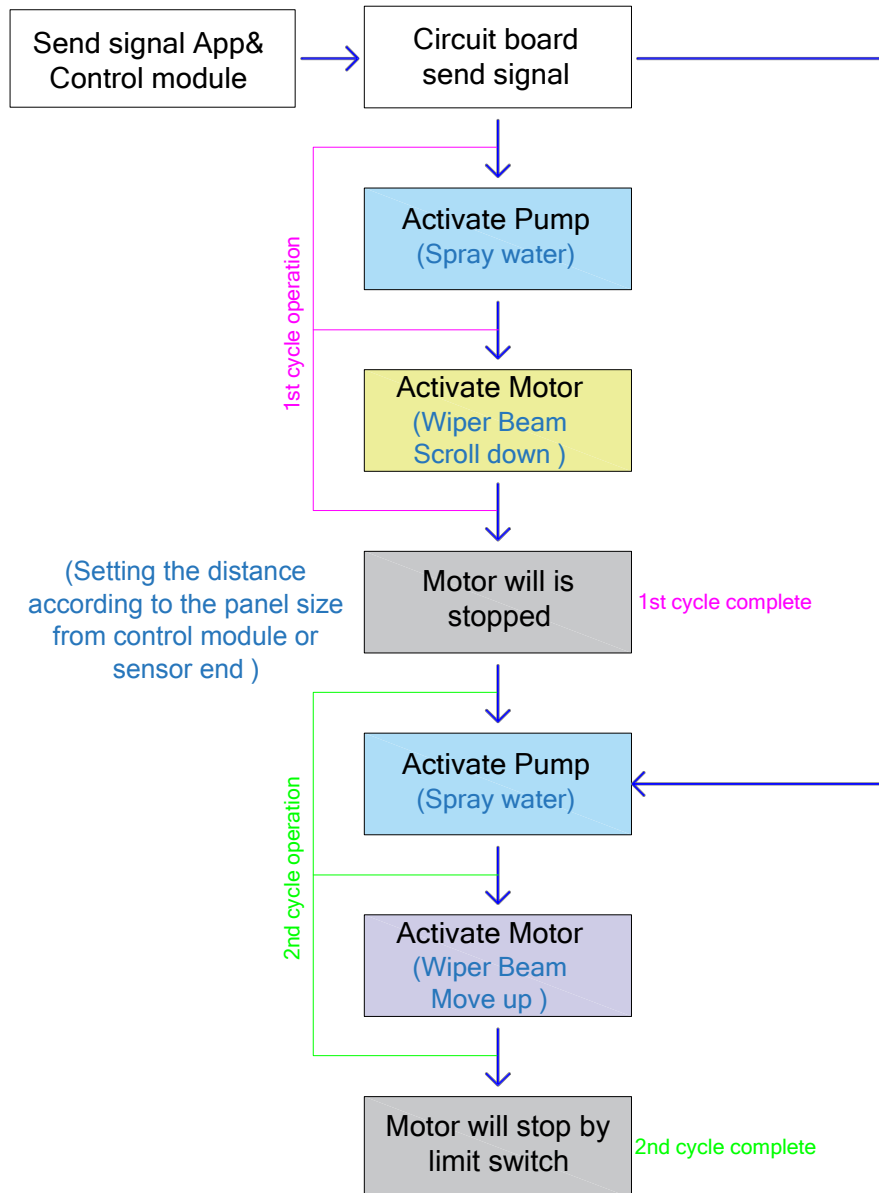 Send signal App&
Control module
Circuit board
send signal
Activate Pump
(Spray water)
1st cycle operation
Activate Motor
(Wiper Beam
Scroll down )
(Setting the distance
according to the panel size
from control module or
sensor end )
Motor will is
stopped
1st cycle complete
Activate Pump
(Spray water)
2nd cycle operation
Activate Motor
(Wiper Beam
Move up )
Motor will stop by
limit switch
2nd cycle complete